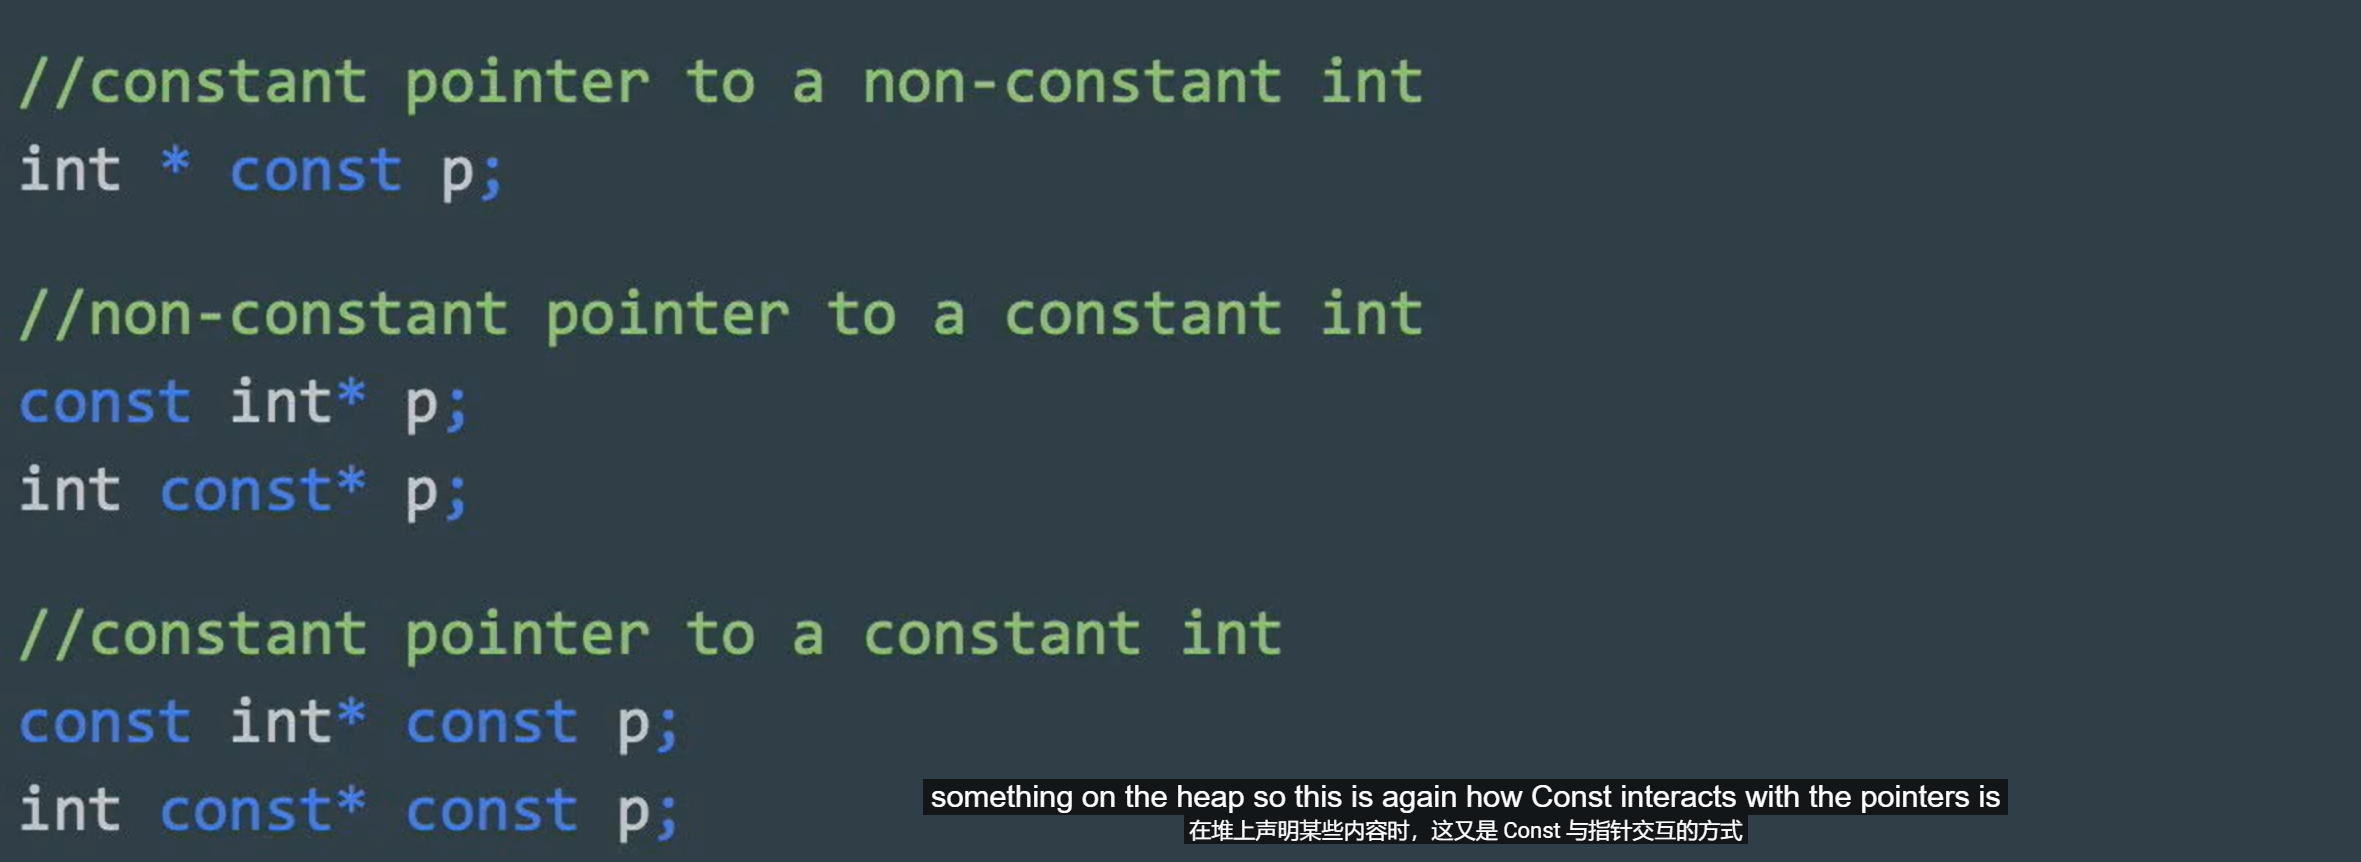 //constant pointer to a non-constant int
int * const p;
//non-constant pointer to a constant int
const int* p;
int const* p;
//constant pointer to a constant int
const int* const p;
int const* const p;
something on the heap so this is again how Const interacts with the pointers is
在堆上声明某些内容时，这又是 Const 与指针交互的方式